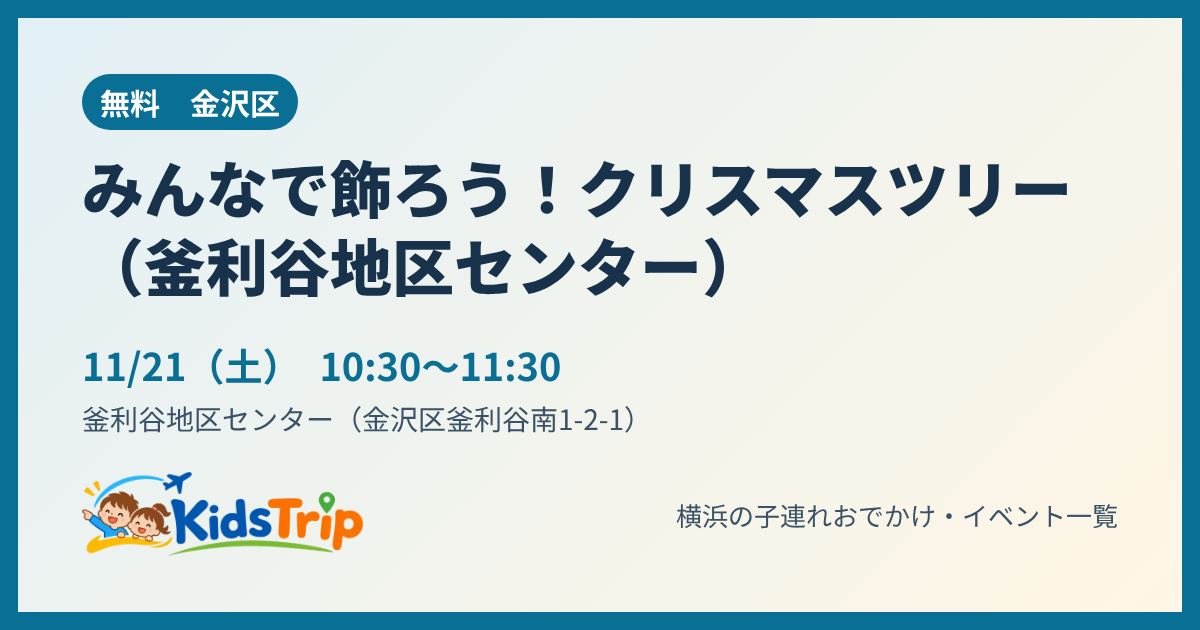 無料　金沢区
みんなで飾ろう！クリスマスツリー
（釜利谷地区センター）
11/21（土）　10:30〜11:30
釜利谷地区センター（金沢区釜利谷南1-2-1）
KidsTrip
横浜の子連れおでかけ・イベント一覧